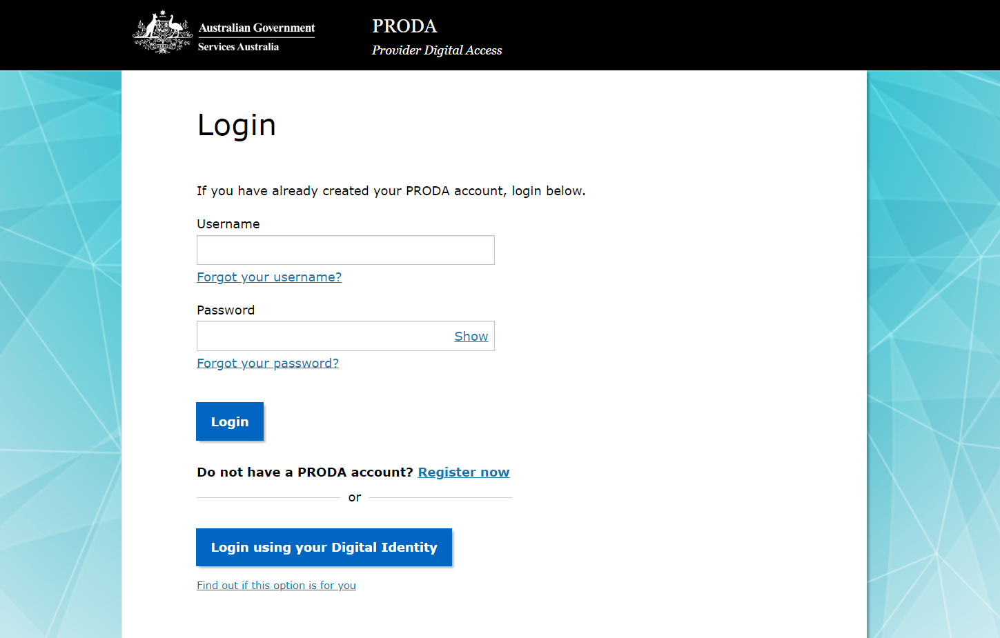 Australian Government
Services Australia
PRODA
Provider Digital Access
Login
If you have already created your PRODA account, login below.
Username
Forgot your username?
Password
Show
Forgot your password?
Login
Do not have a PRODA account? Register now
or
Login using your Digital Identity
Find out if this option is for you